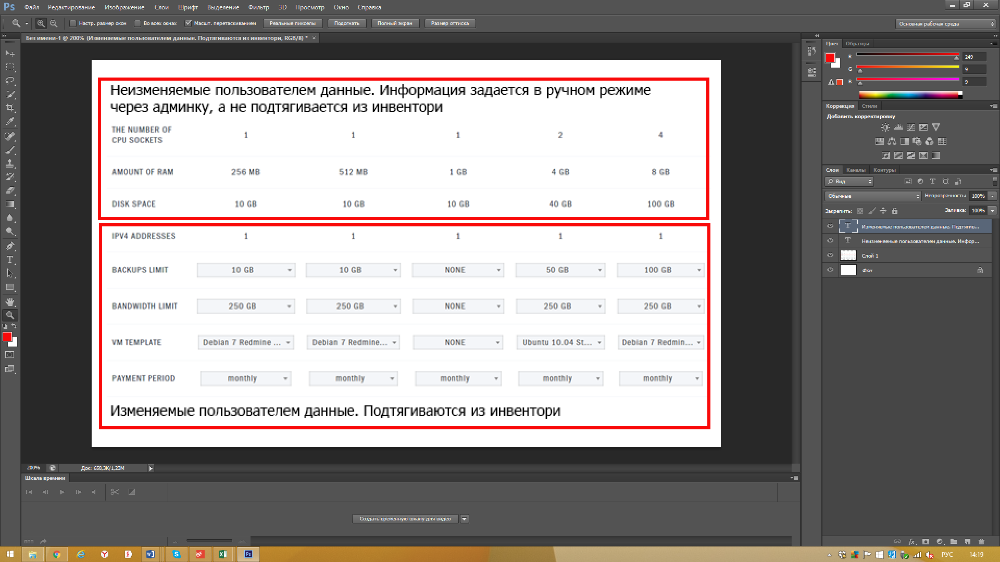 Ps Файл Редактирование Изображение Слои Шрифт Выделение Фильтр 3D Просмотр Окно Справка
Настр. размер окон Во всех окнах Масшт. перетаскиванием Реальные пикселы Подогнать Полный экран Размер оттиска Основная рабочая среда
Без имени-1 @ 200% (Изменяемые пользователем данные. Подтягиваются из инвентори, RGB/8) * ×
Неизменяемые пользователем данные. Информация задается в ручном режиме
через админку, а не подтягивается из инвентори
THE NUMBER OF
CPU SOCKETS 1 1 1 2 4
AMOUNT OF RAM 256 MB 512 MB 1 GB 4 GB 8 GB
DISK SPACE 10 GB 10 GB 10 GB 40 GB 100 GB
IPV4 ADDRESSES 1 1 1 1 1
BACKUPS LIMIT 10 GB 10 GB NONE 50 GB 100 GB
BANDWIDTH LIMIT 250 GB 250 GB NONE 250 GB 250 GB
VM TEMPLATE Debian 7 Redmine ... Debian 7 Redmine... NONE Ubuntu 10.04 St... Debian 7 Redmin...
PAYMENT PERIOD monthly monthly monthly monthly monthly
Изменяемые пользователем данные. Подтягиваются из инвентори
200% Док: 658,3K/1,23M
Шкала времени
Создать временную шкалу для видео
Цвет Образцы
R 249
G 9
B 9
Коррекция Стили
Добавить корректировку
Слои Каналы Контуры
Вид
Обычные Непрозрачность: 100%
Закрепить: Заливка: 100%
T Изменяемые пользователем данные. Подтягив...
T Неизменяемые пользователем данные. Инфор...
Слой 1
Фон
РУС 14:19